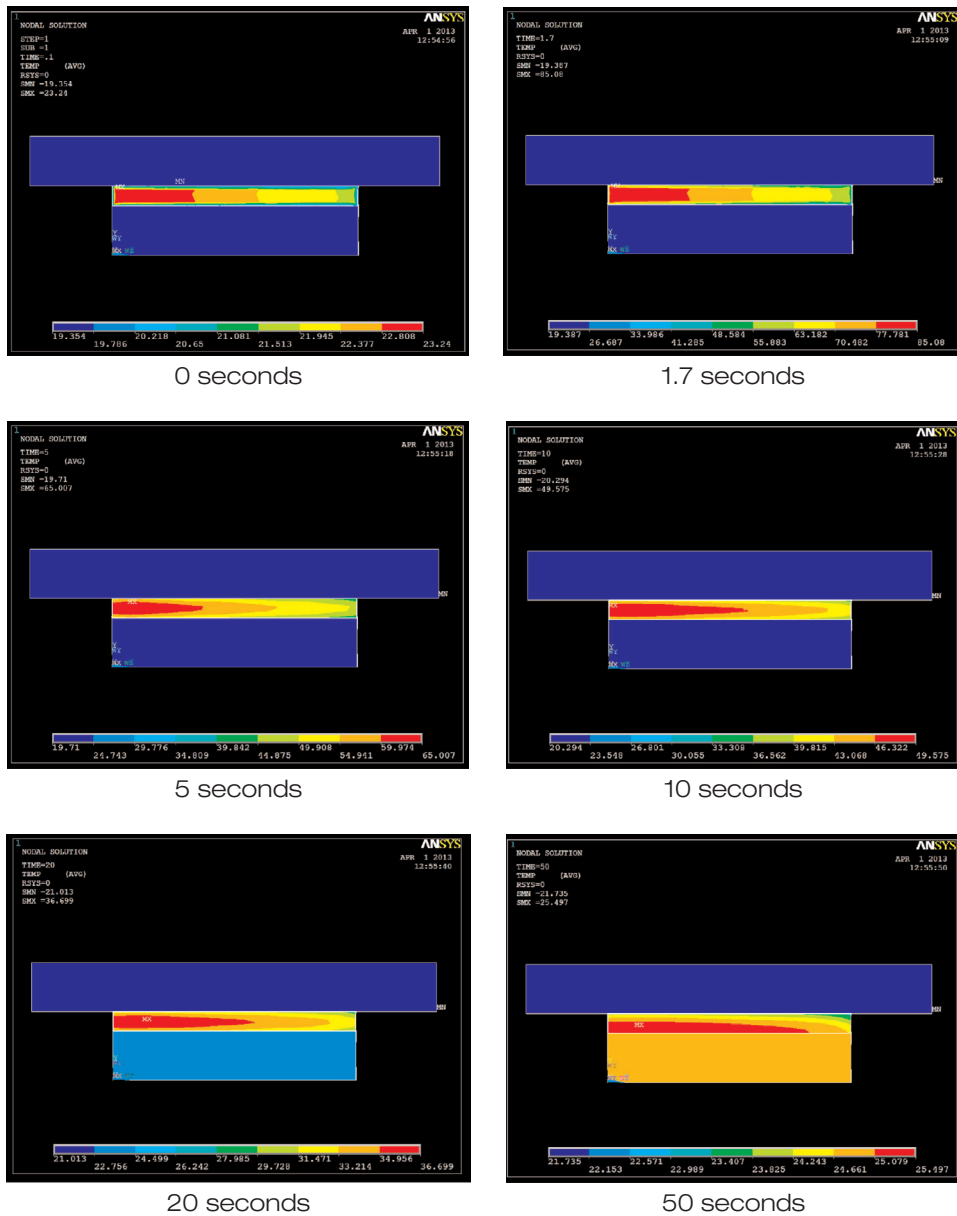 1
ANSYS
NODAL SOLUTION
APR 1 2013
12:54:56
STEP=1
SUB =1
TIME=.1
TEMP (AVG)
RSYS=0
SMN =19.354
SMX =23.24
MX
MN
Y
MX
19.354 20.218 21.081 21.945 22.808
19.786 20.65 21.513 22.377 23.24
0 seconds
1
ANSYS
NODAL SOLUTION
APR 1 2013
12:55:09
TIME=1.7
TEMP (AVG)
RSYS=0
SMN =19.387
SMX =85.08
MN
Y
MX
19.387 33.986 48.584 63.182 77.781
26.687 41.285 55.883 70.482 85.08
1.7 seconds
1
ANSYS
NODAL SOLUTION
APR 1 2013
12:55:18
TIME=5
TEMP (AVG)
RSYS=0
SMN =19.71
SMX =65.007
MX
MN
Y
MX
19.71 29.776 39.842 49.908 59.974
24.743 34.809 44.875 54.941 65.007
5 seconds
1
ANSYS
NODAL SOLUTION
APR 1 2013
12:55:28
TIME=10
TEMP (AVG)
RSYS=0
SMN =20.294
SMX =49.575
MX
MN
Y
MX
20.294 26.801 33.308 39.815 46.322
23.548 30.055 36.562 43.068 49.575
10 seconds
1
ANSYS
NODAL SOLUTION
APR 1 2013
12:55:40
TIME=20
TEMP (AVG)
RSYS=0
SMN =21.013
SMX =36.699
MX
MN
Y
21.013 24.499 27.985 31.471 34.956
22.756 26.242 29.728 33.214 36.699
20 seconds
1
ANSYS
NODAL SOLUTION
APR 1 2013
12:55:50
TIME=50
TEMP (AVG)
RSYS=0
SMN =21.735
SMX =25.497
MX
MN
Y
21.735 22.571 23.407 24.243 25.079
22.153 22.989 23.825 24.661 25.497
50 seconds